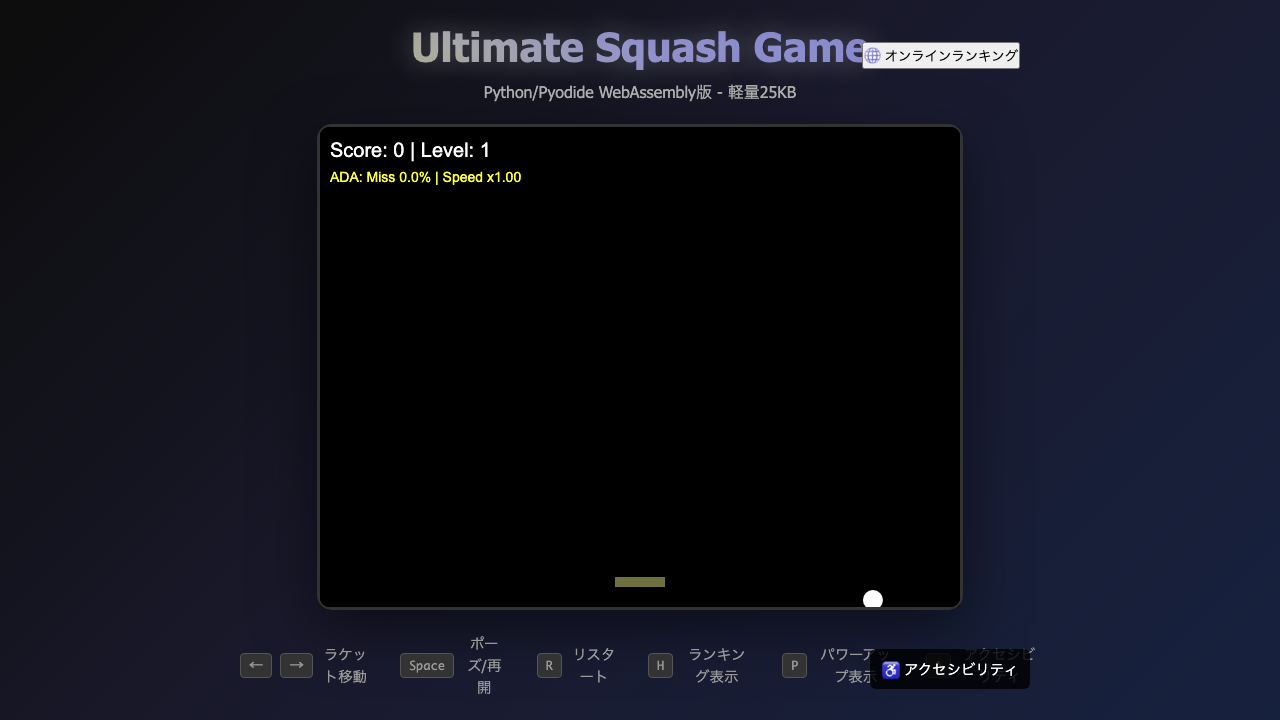 Ultimate Squash Game
🌐 オンラインランキング
Python/Pyodide WebAssembly版 - 軽量25KB
Score: 0 | Level: 1
ADA: Miss 0.0% | Speed x1.00
← → ラケッ
ト移動
Space ポー
ズ/再
開
R リスタ
ート
H ランキン
グ表示
P パワーアッ
プ表示
♿ アクセシビリティ